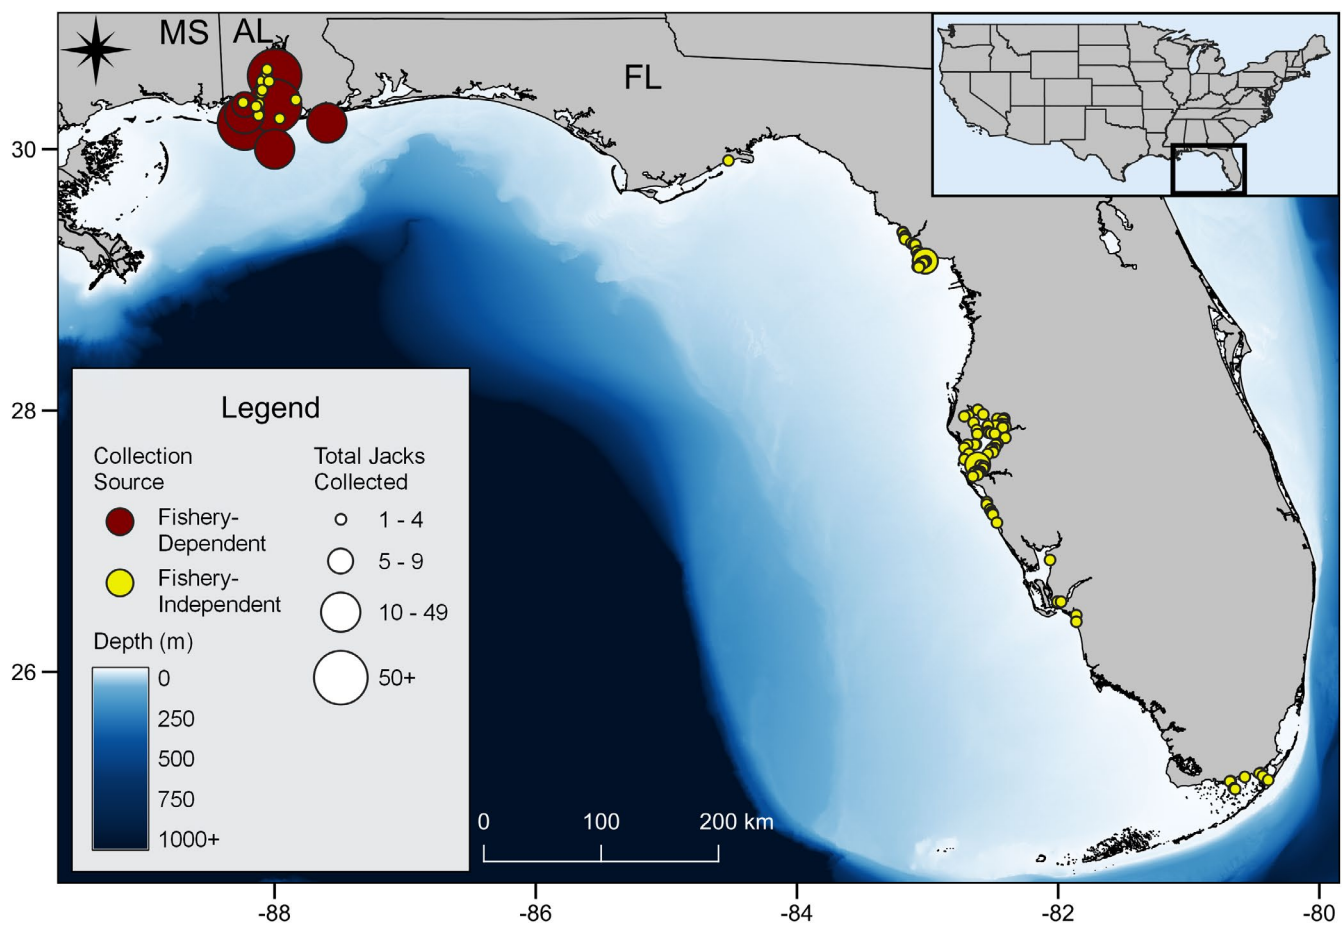 MS
AL
FL
30
28
26
Legend
Collection
Source
Fishery-
Dependent
Fishery-
Independent
Depth (m)
0
250
500
750
1000+
Total Jacks
Collected
1 - 4
5 - 9
10 - 49
50+
0 100 200 km
-88 -86 -84 -82 -80